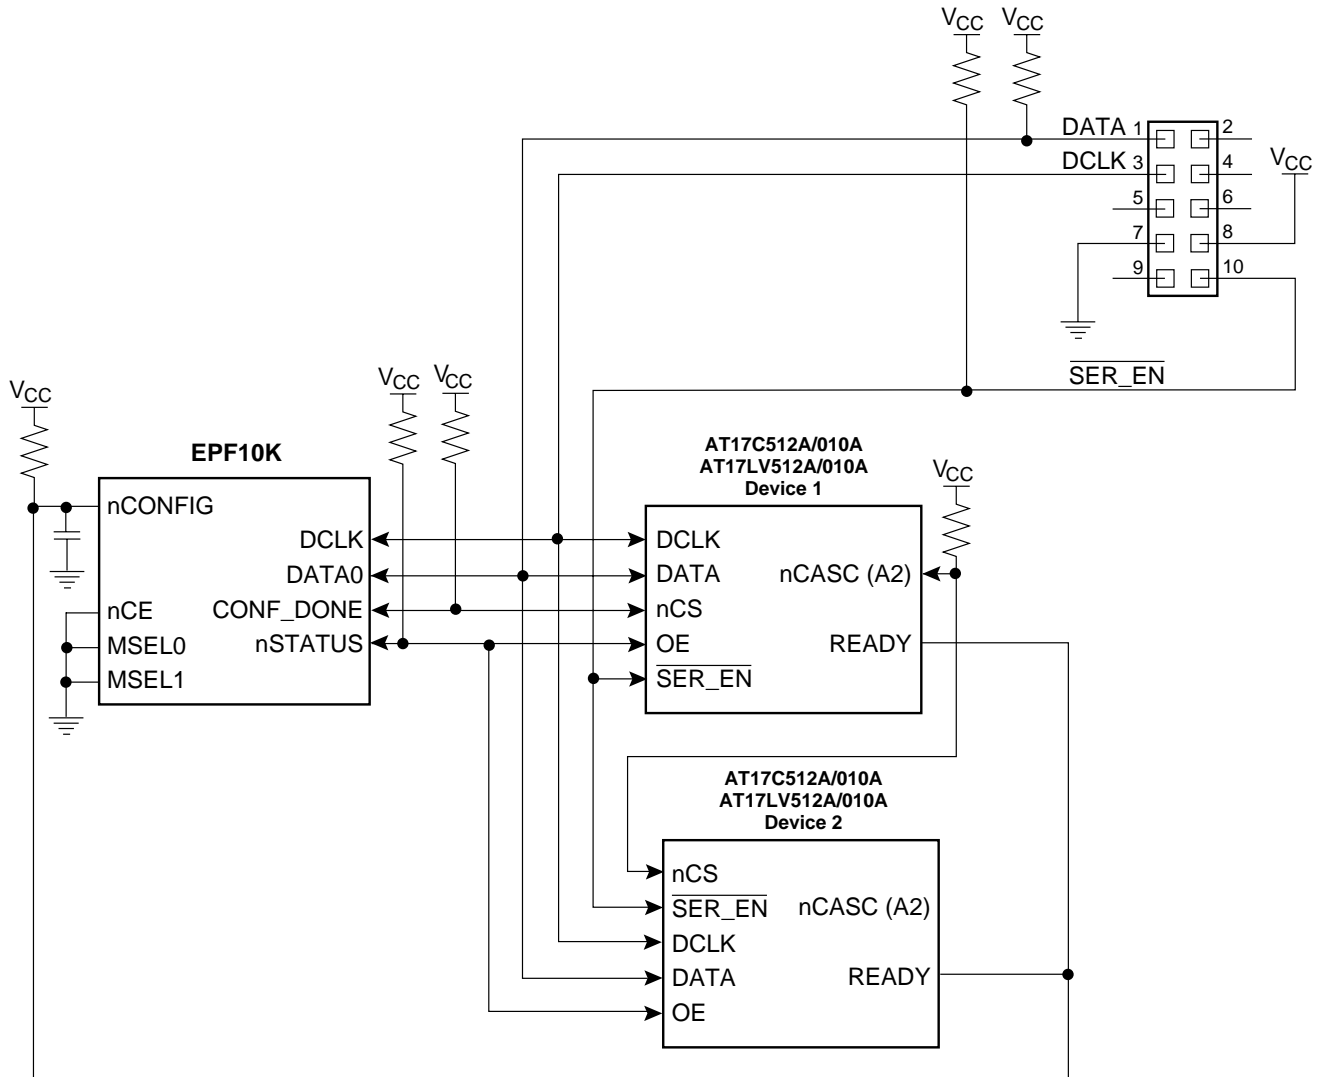 VCC VCC
DATA 1 2
DCLK 3 4 VCC
5 6
7 8
9 10
SER_EN
VCC VCC VCC
EPF10K
AT17C512A/010A
AT17LV512A/010A
Device 1
VCC
nCONFIG
DCLK
DATA0
nCE CONF_DONE
MSEL0 nSTATUS
MSEL1
DCLK
DATA nCASC (A2)
nCS
OE READY
SER_EN
AT17C512A/010A
AT17LV512A/010A
Device 2
nCS
SER_EN nCASC (A2)
DCLK
DATA READY
OE